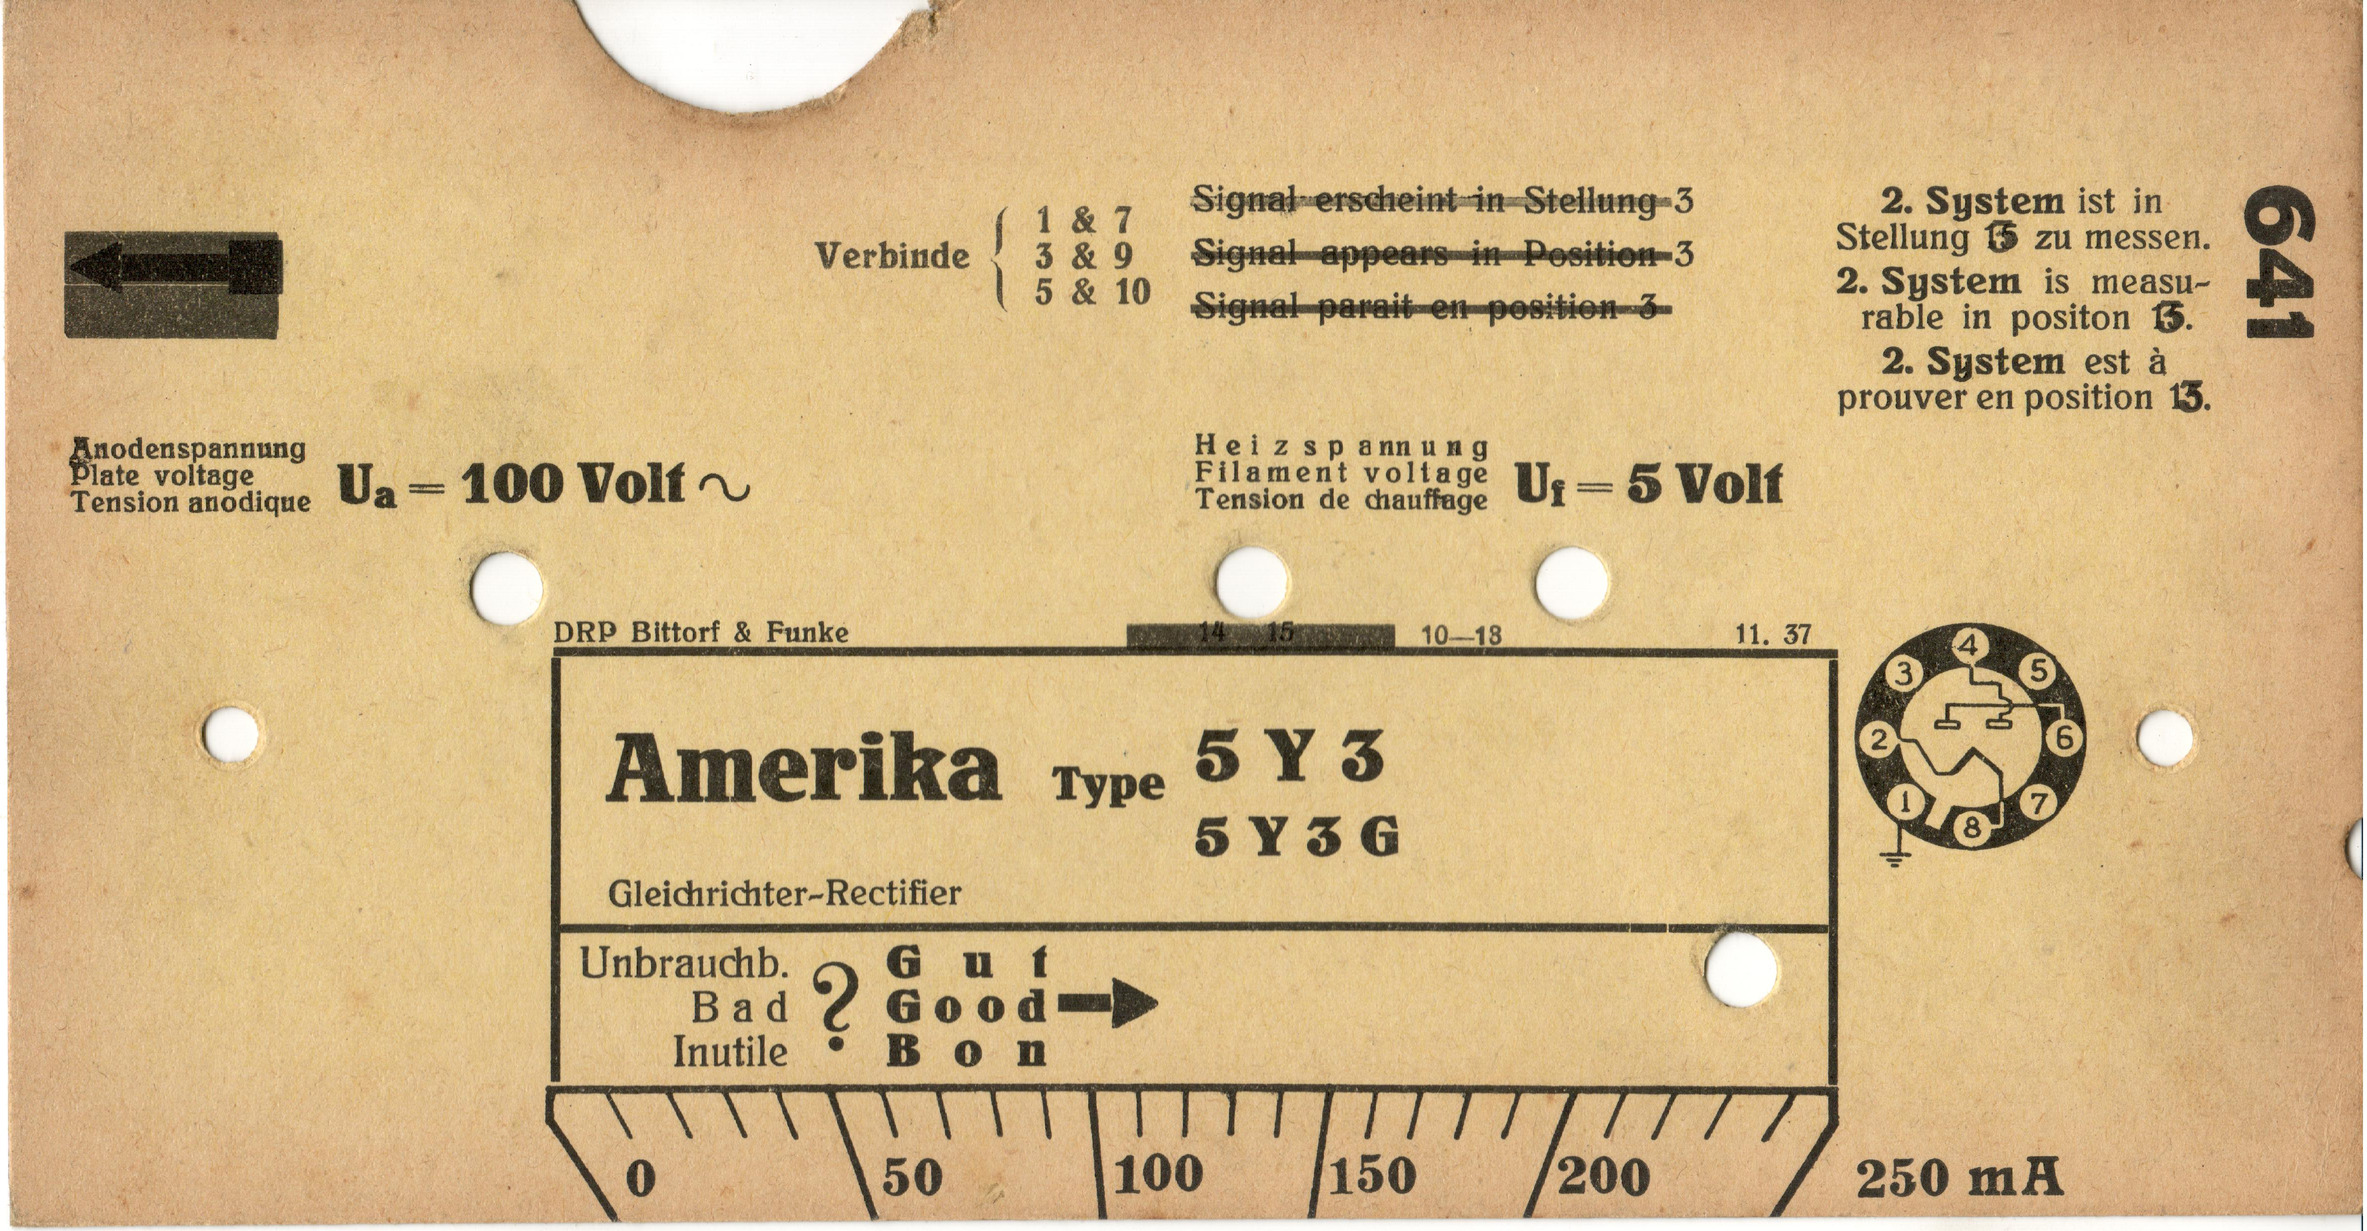 Verbinde
1 & 7
3 & 9
5 & 10
Signal erscheint in Stellung 3
Signal appears in Position 3
Signal parait en position 3
2. System ist in
Stellung 13 zu messen.
2. System is measu-
rable in positon 13.
2. System est à
prouver en position 13.
641
Anodenspannung
Plate voltage
Tension anodique
Ua = 100 Volt ~
Heizspannung
Filament voltage
Tension de chauffage
Uf = 5 Volt
DRP Bittorf & Funke 14 15 10—13 11. 37
Amerika Type 5 Y 3
5 Y 3 G
Gleichrichter-Rectifier
Unbrauchb. ? Gut
Bad Good
Inutile Bon
1 2 3 4 5 6 7 8
0 50 100 150 200 250 mA